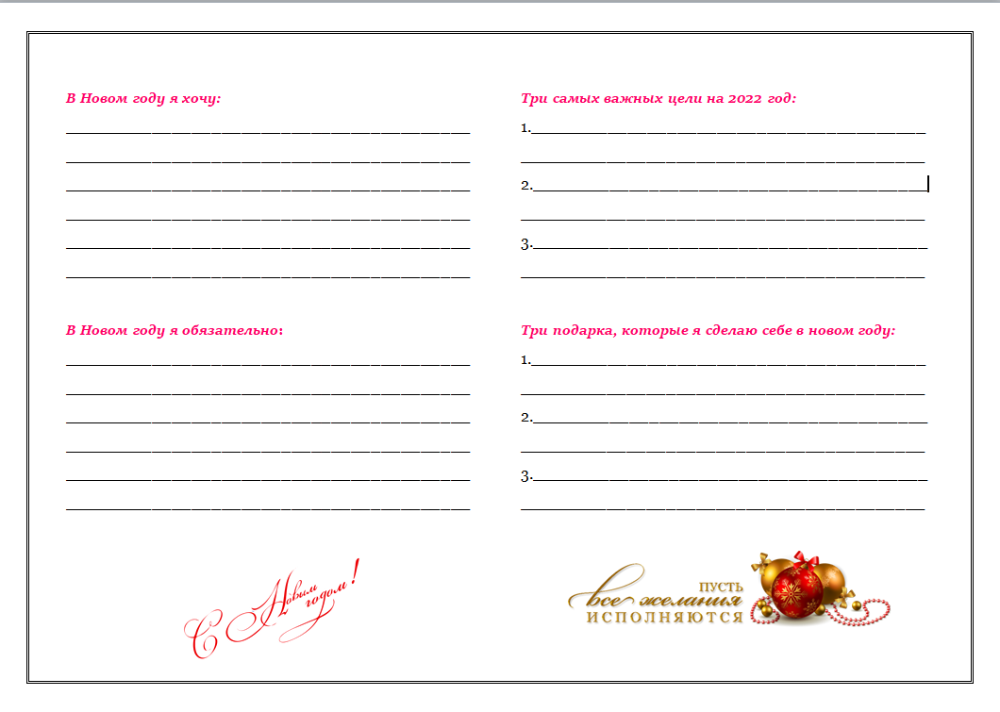 В Новом году я хочу:
Три самых важных цели на 2022 год:
1.
2.
3.
В Новом году я обязательно:
Три подарка, которые я сделаю себе в новом году:
1.
2.
3.
С Новым
годом!
ПУСТЬ
все желания
ИСПОЛНЯЮТСЯ